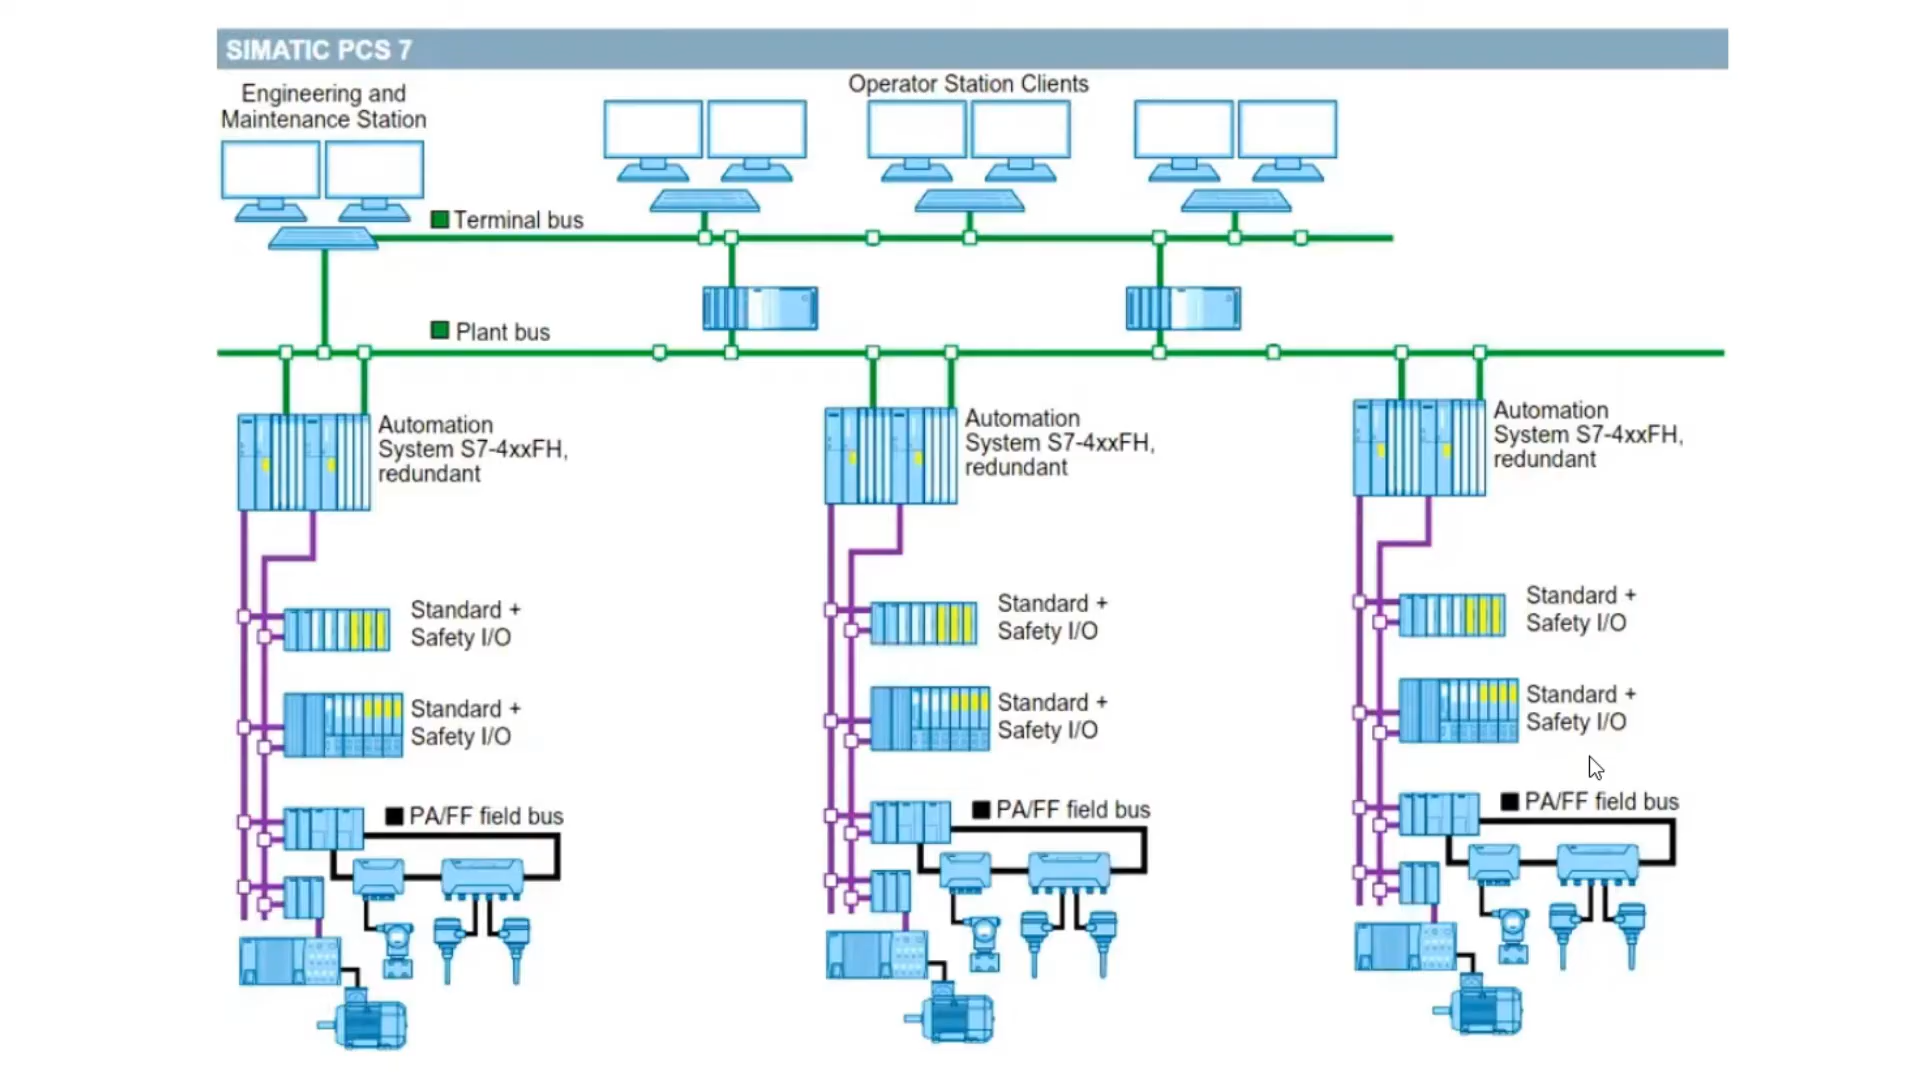 SIMATIC PCS 7
Engineering and
Maintenance Station
Operator Station Clients
Terminal bus
Plant bus
Automation
System S7-4xxFH,
redundant
Standard +
Safety I/O
Standard +
Safety I/O
PA/FF field bus
Automation
System S7-4xxFH,
redundant
Standard +
Safety I/O
Standard +
Safety I/O
PA/FF field bus
Automation
System S7-4xxFH,
redundant
Standard +
Safety I/O
Standard +
Safety I/O
PA/FF field bus